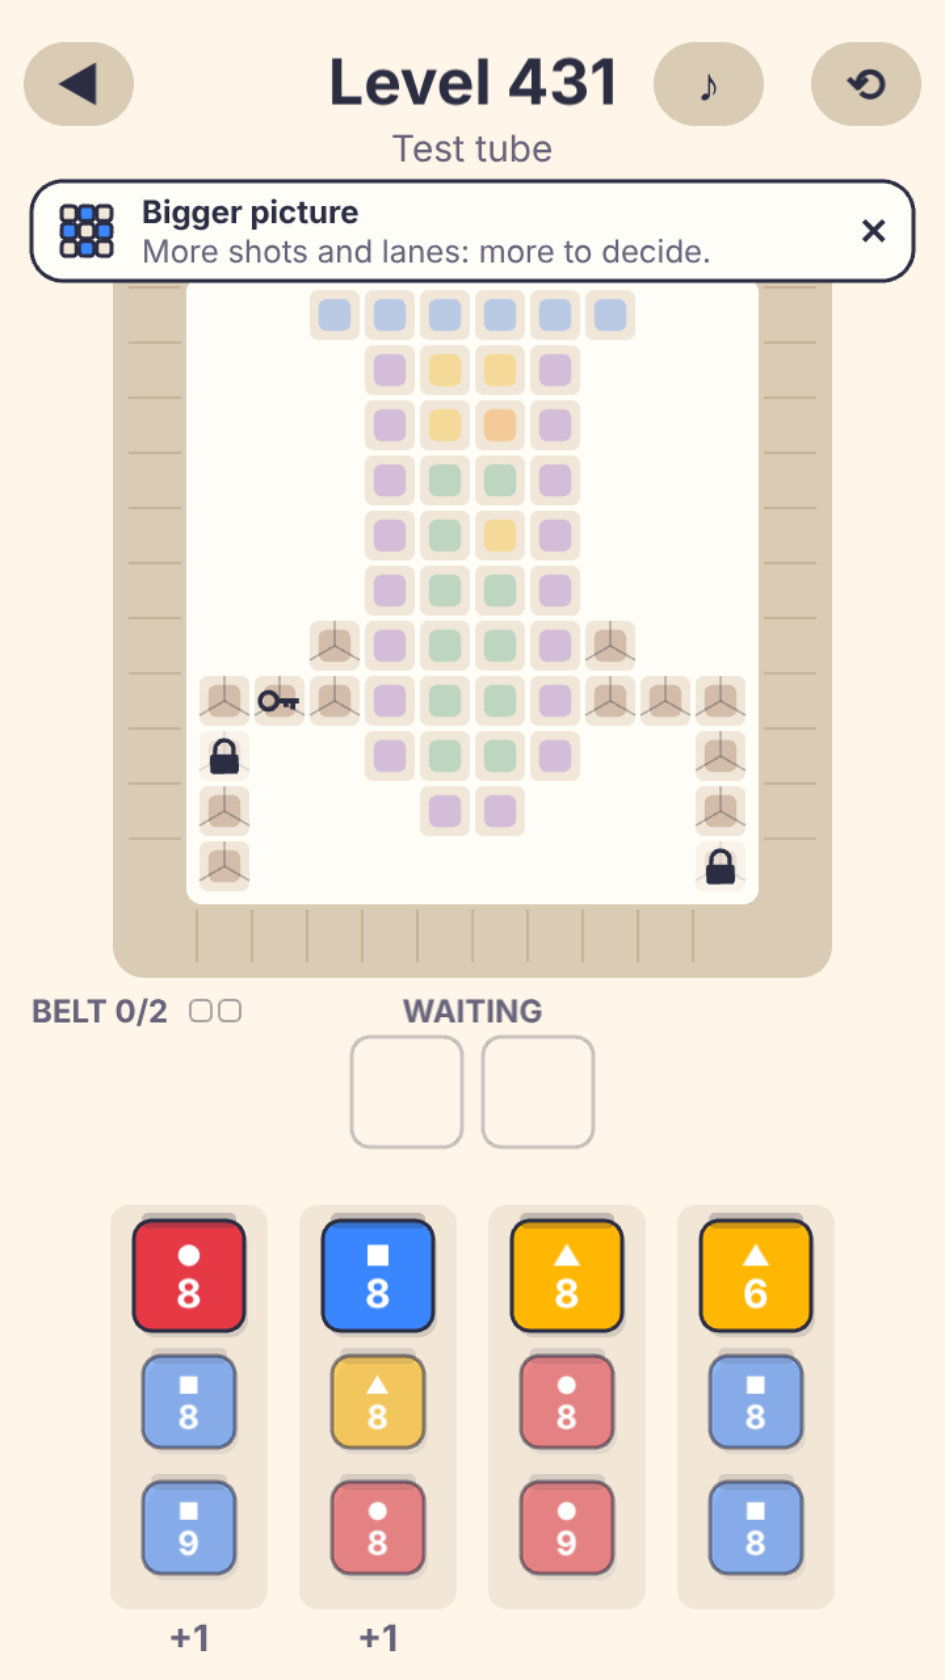 Level 431
Test tube
Bigger picture
More shots and lanes: more to decide.
BELT 0/2
WAITING
8 8 8 6
8 8 8 8
9 8 9 8
+1 +1